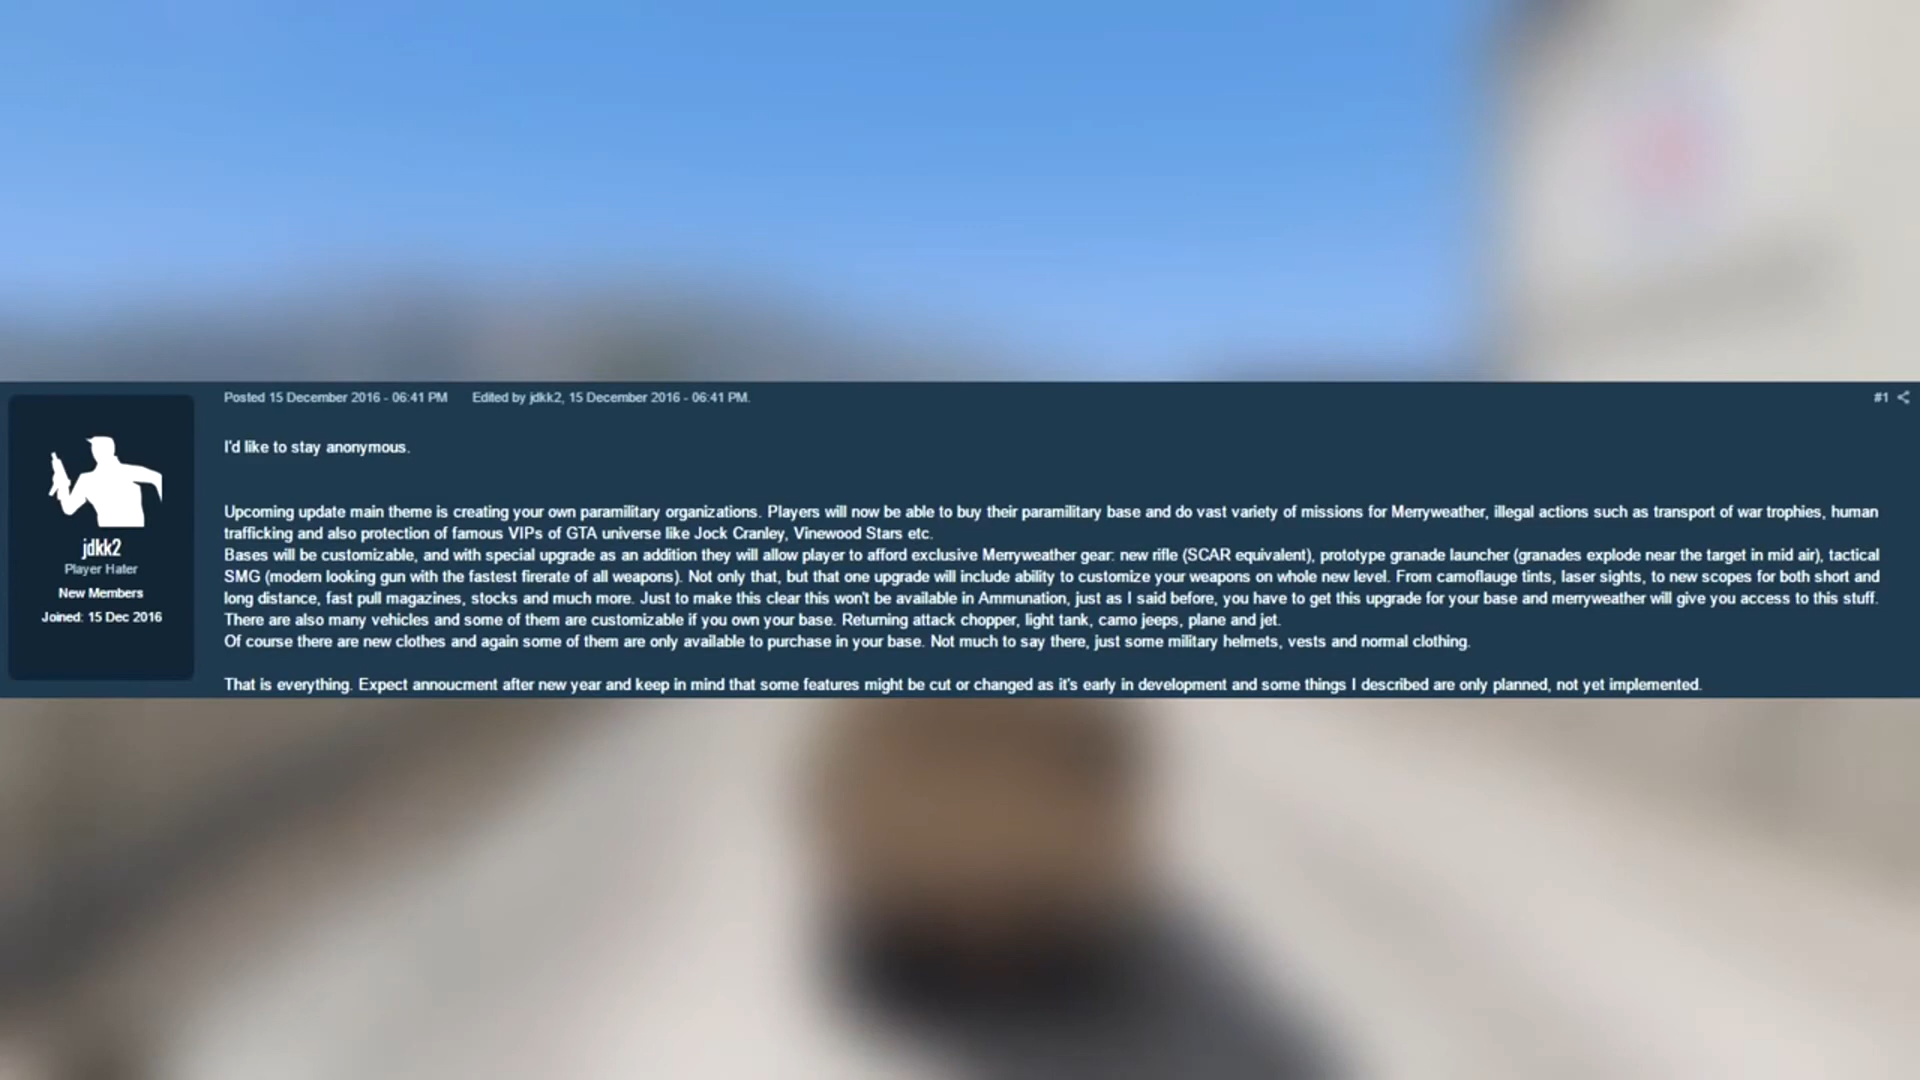 Posted 15 December 2016 - 06:41 PM Edited by jdkk2, 15 December 2016 - 06:41 PM.
#1
I'd like to stay anonymous.
jdkk2
Player Hater
New Members
Joined: 15 Dec 2016
Upcoming update main theme is creating your own paramilitary organizations. Players will now be able to buy their paramilitary base and do vast variety of missions for Merryweather, illegal actions such as transport of war trophies, human
trafficking and also protection of famous VIPs of GTA universe like Jock Cranley, Vinewood Stars etc.
Bases will be customizable, and with special upgrade as an addition they will allow player to afford exclusive Merryweather gear: new rifle (SCAR equivalent), prototype granade launcher (granades explode near the target in mid air), tactical
SMG (modern looking gun with the fastest firerate of all weapons). Not only that, but that one upgrade will include ability to customize your weapons on whole new level. From camoflauge tints, laser sights, to new scopes for both short and
long distance, fast pull magazines, stocks and much more. Just to make this clear this won't be available in Ammunation, just as I said before, you have to get this upgrade for your base and merryweather will give you access to this stuff.
There are also many vehicles and some of them are customizable if you own your base. Returning attack chopper, light tank, camo jeeps, plane and jet.
Of course there are new clothes and again some of them are only available to purchase in your base. Not much to say there, just some military helmets, vests and normal clothing.
That is everything. Expect annoucment after new year and keep in mind that some features might be cut or changed as it's early in development and some things I described are only planned, not yet implemented.